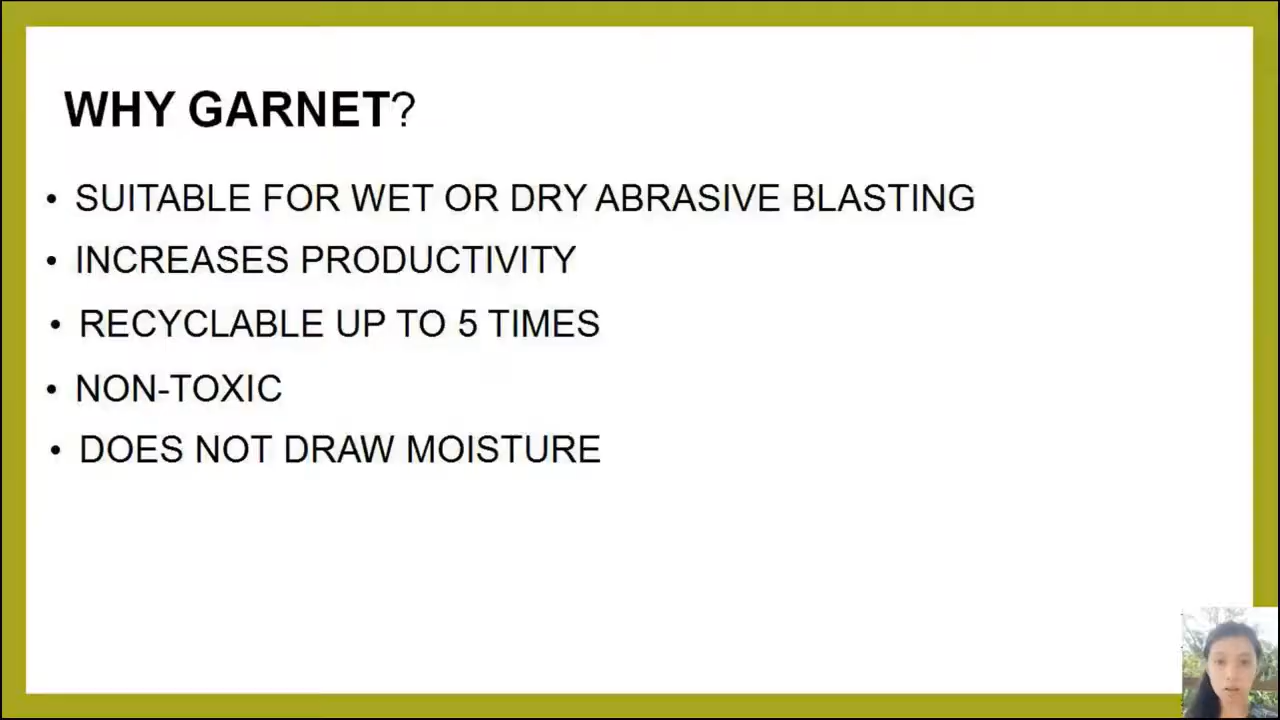 WHY GARNET?
• SUITABLE FOR WET OR DRY ABRASIVE BLASTING
• INCREASES PRODUCTIVITY
• RECYCLABLE UP TO 5 TIMES
• NON-TOXIC
• DOES NOT DRAW MOISTURE